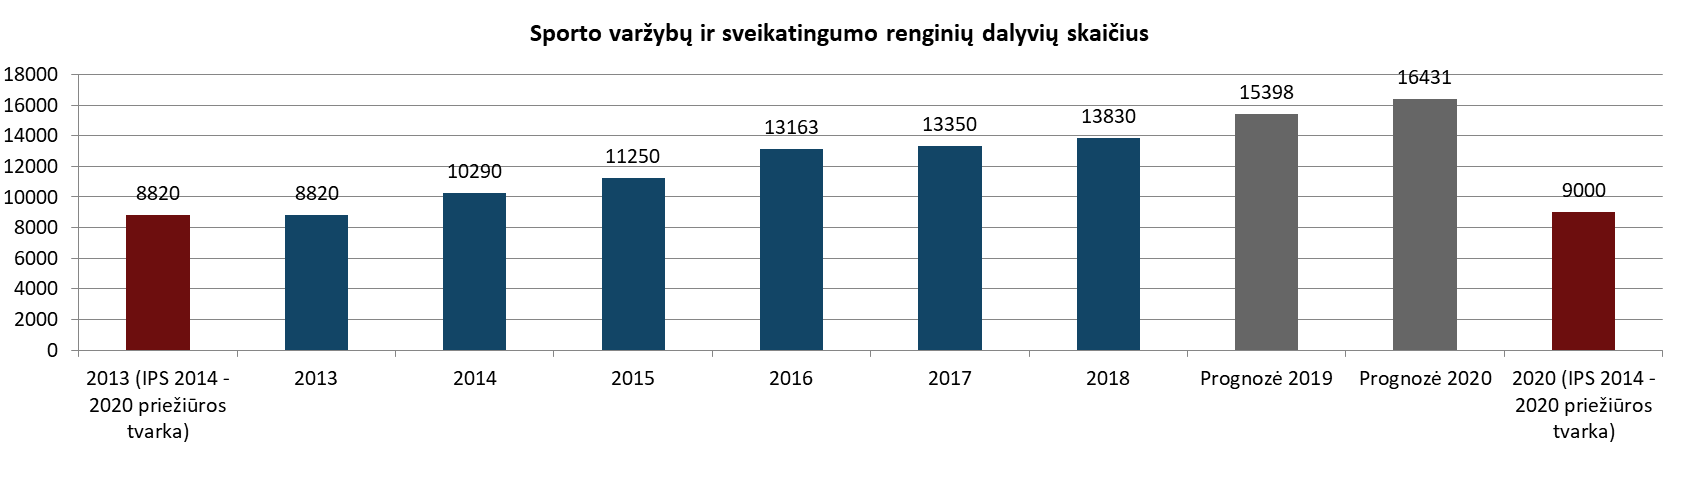 Sporto varžybų ir sveikatingumo renginių dalyvių skaičius
18000
16000
14000
12000
10000
8000
6000
4000
2000
0
8820
8820
10290
11250
13163
13350
13830
15398
16431
9000
2013 (IPS 2014 -
2020 priežiūros
tvarka)
2013
2014
2015
2016
2017
2018
Prognozė 2019
Prognozė 2020
2020 (IPS 2014 -
2020 priežiūros
tvarka)